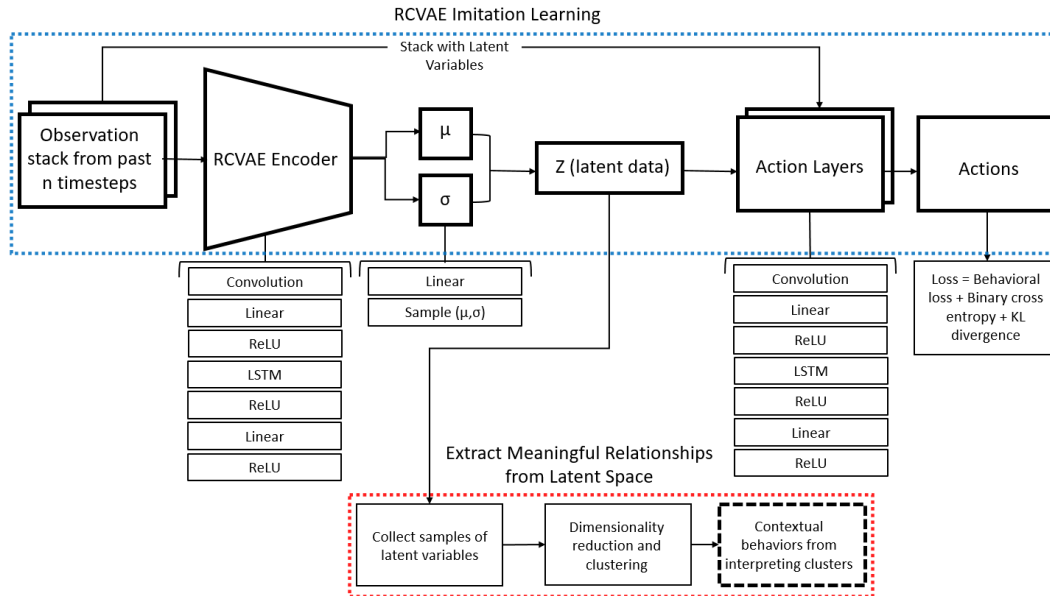 RCVAE Imitation Learning
Stack with Latent
Variables
Observation
stack from past
n timesteps
RCVAE Encoder
μ
σ
Z (latent data)
Action Layers
Actions
Convolution
Linear
ReLU
LSTM
ReLU
Linear
ReLU
Linear
Sample (μ,σ)
Convolution
Linear
ReLU
LSTM
ReLU
Linear
ReLU
Loss = Behavioral
loss + Binary cross
entropy + KL
divergence
Extract Meaningful Relationships
from Latent Space
Collect samples of
latent variables
Dimensionality
reduction and
clustering
Contextual
behaviors from
interpreting clusters